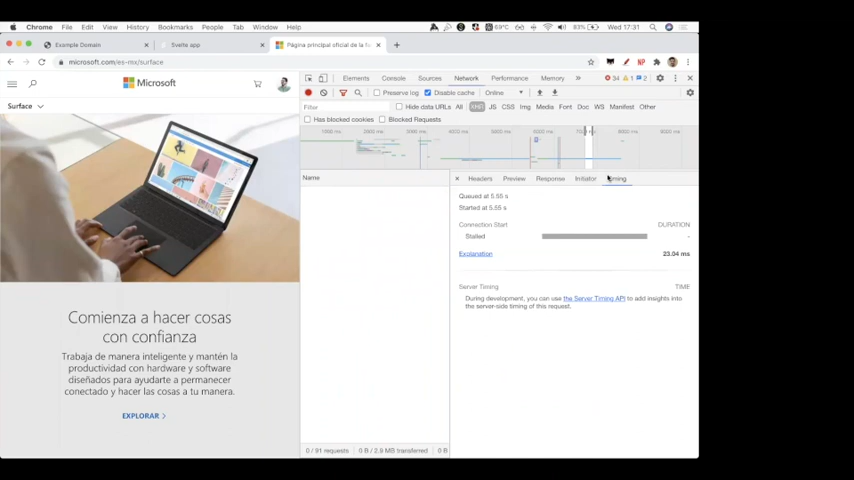 Chrome File Edit View History Bookmarks People Tab Window Help 69°C 83% Wed 17:31
Example Domain × Svelte app × Página principal oficial de la f × +
microsoft.com/es-mx/surface
Microsoft
Surface
Comienza a hacer cosas
con confianza
Trabaja de manera inteligente y mantén la
productividad con hardware y software
diseñados para ayudarte a permanecer
conectado y hacer las cosas a tu manera.
EXPLORAR >
Elements Console Sources Network Performance Memory » 34 1 2
Preserve log Disable cache Online
Filter Hide data URLs All XHR JS CSS Img Media Font Doc WS Manifest Other
Has blocked cookies Blocked Requests
Name
× Headers Preview Response Initiator Timing
Queued at 5.55 s
Started at 5.55 s
Connection Start DURATION
Stalled -
Explanation 23.04 ms
Server Timing TIME
During development, you can use the Server Timing API to add insights into
the server-side timing of this request.
0 / 91 requests 0 B / 2.9 MB transferred 0 B